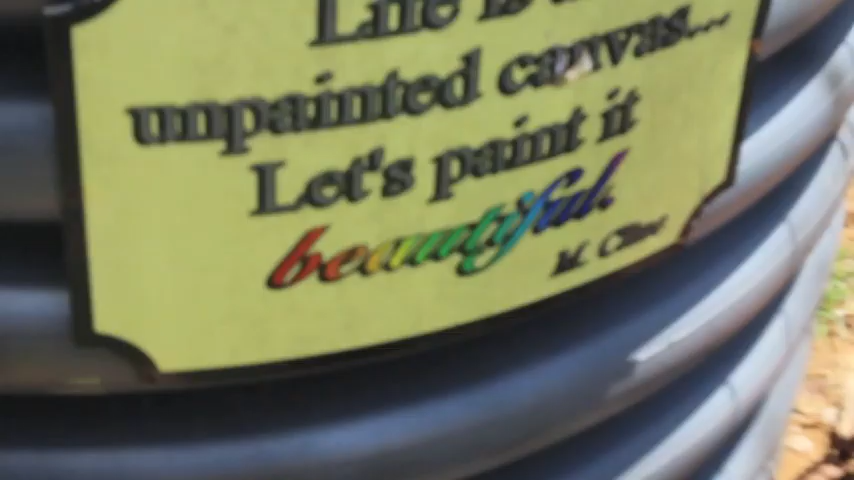 Life is
unpainted canvas...
Let's paint it
beautiful.